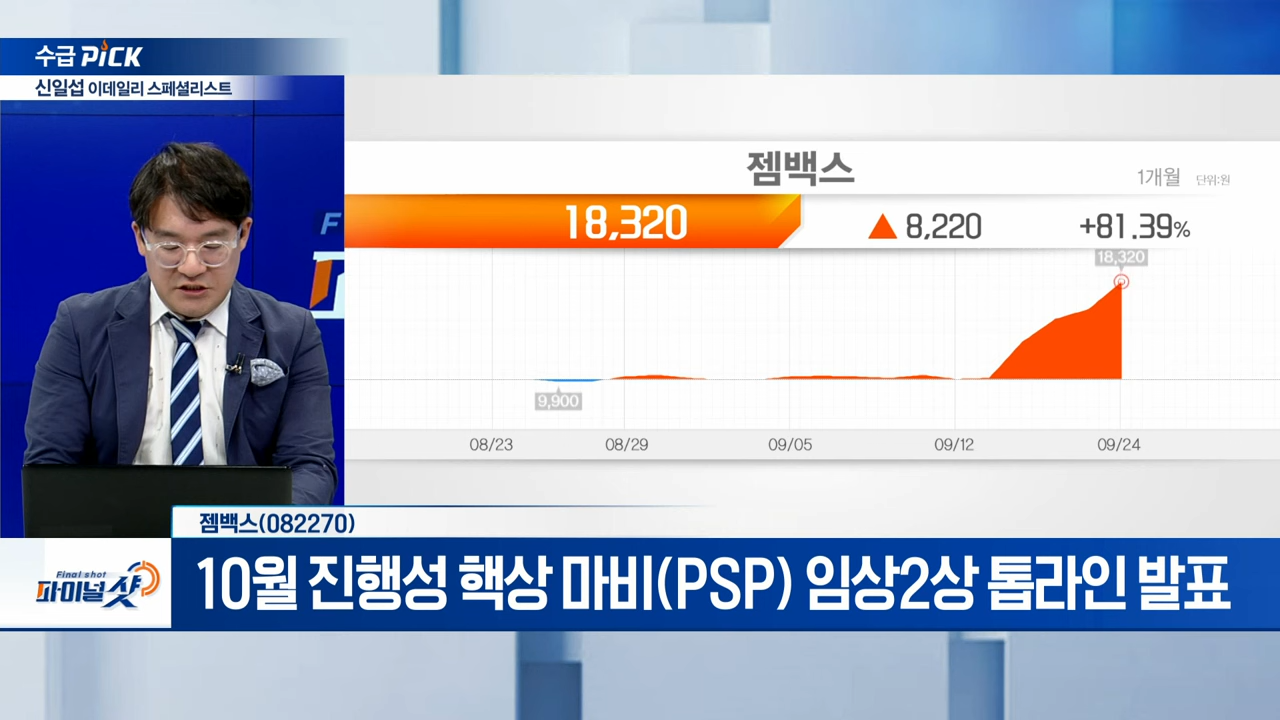 수급 PiCK
신일섭 이데일리 스페셜리스트
F
젬백스
1개월 단위:원
18,320 ▲ 8,220 +81.39%
18,320
9,900
08/23 08/29 09/05 09/12 09/24
젬백스(082270)
Final shot
파이널샷
10월 진행성 핵상 마비(PSP) 임상2상 톱라인 발표